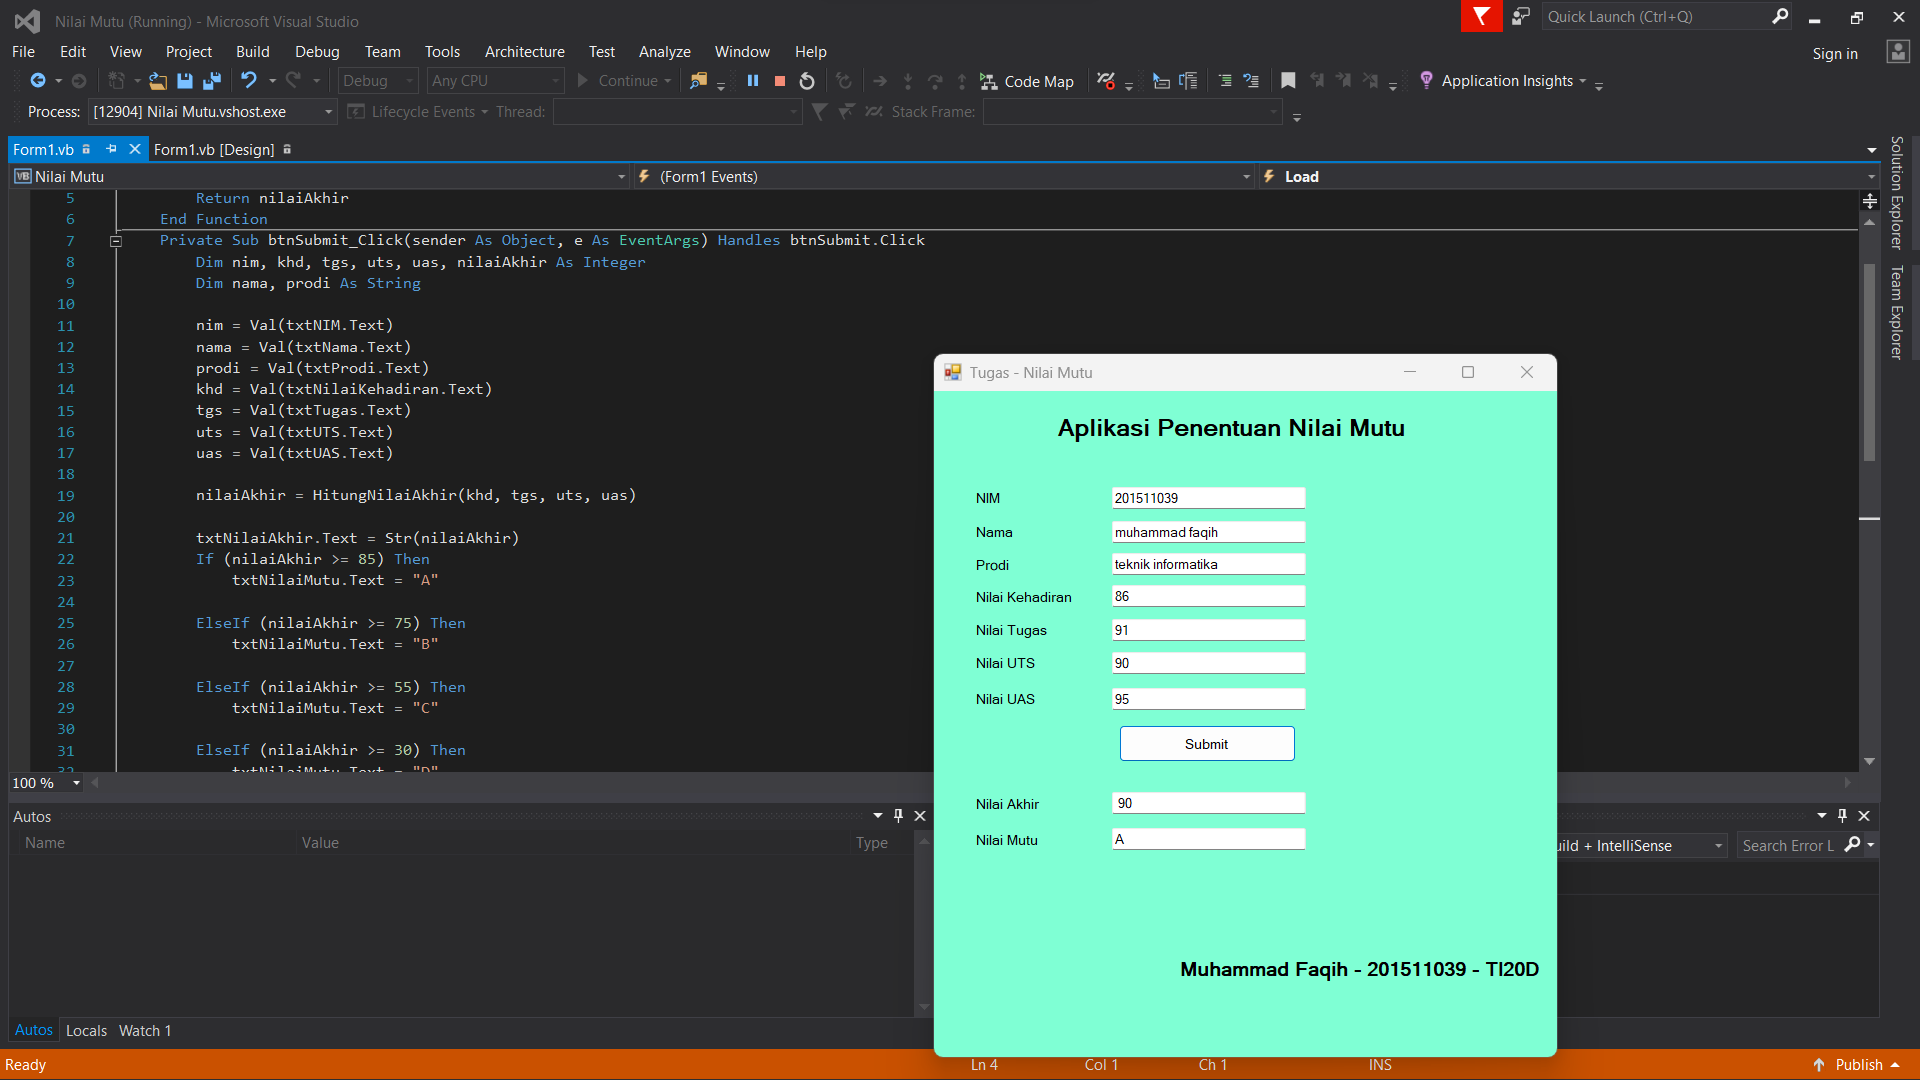 Nilai Mutu (Running) - Microsoft Visual Studio
Quick Launch (Ctrl+Q)
File Edit View Project Build Debug Team Tools Architecture Test Analyze Window Help
Sign in
Debug Any CPU Continue Code Map Application Insights
Process: [12904] Nilai Mutu.vshost.exe Lifecycle Events Thread: Stack Frame:
Form1.vb Form1.vb [Design]
VB Nilai Mutu (Form1 Events) Load
Solution Explorer
Team Explorer
5 Return nilaiAkhir
6 End Function
7 Private Sub btnSubmit_Click(sender As Object, e As EventArgs) Handles btnSubmit.Click
8 Dim nim, khd, tgs, uts, uas, nilaiAkhir As Integer
9 Dim nama, prodi As String
10
11 nim = Val(txtNIM.Text)
12 nama = Val(txtNama.Text)
13 prodi = Val(txtProdi.Text)
14 khd = Val(txtNilaiKehadiran.Text)
15 tgs = Val(txtTugas.Text)
16 uts = Val(txtUTS.Text)
17 uas = Val(txtUAS.Text)
18
19 nilaiAkhir = HitungNilaiAkhir(khd, tgs, uts, uas)
20
21 txtNilaiAkhir.Text = Str(nilaiAkhir)
22 If (nilaiAkhir >= 85) Then
23 txtNilaiMutu.Text = "A"
24
25 ElseIf (nilaiAkhir >= 75) Then
26 txtNilaiMutu.Text = "B"
27
28 ElseIf (nilaiAkhir >= 55) Then
29 txtNilaiMutu.Text = "C"
30
31 ElseIf (nilaiAkhir >= 30) Then
32 txtNilaiMutu.Text = "D"
100 %
Tugas - Nilai Mutu
Aplikasi Penentuan Nilai Mutu
NIM 201511039
Nama muhammad faqih
Prodi teknik informatika
Nilai Kehadiran 86
Nilai Tugas 91
Nilai UTS 90
Nilai UAS 95
Submit
Nilai Akhir 90
Nilai Mutu A
Muhammad Faqih - 201511039 - TI20D
Autos
Name Value Type
uild + IntelliSense Search Error L
Autos Locals Watch 1
Ready Ln 4 Col 1 Ch 1 INS Publish